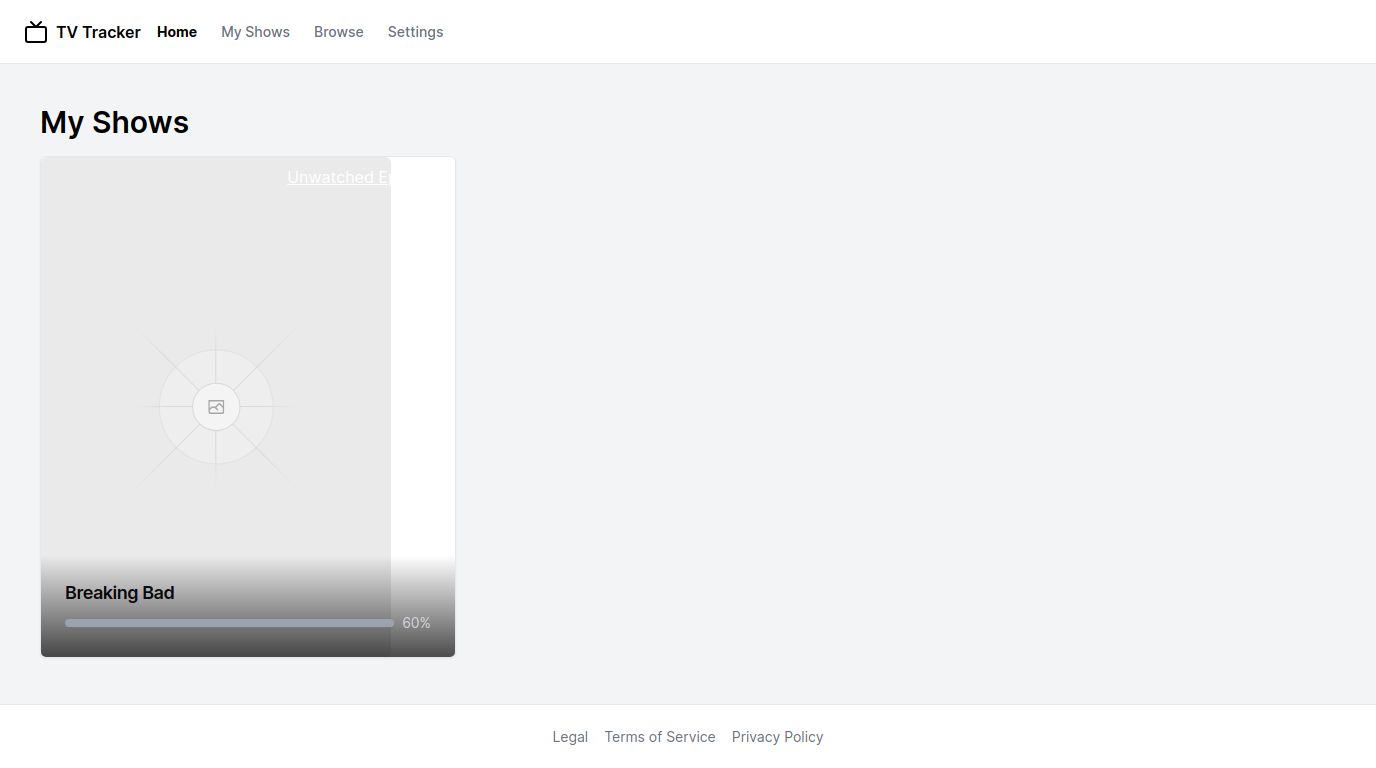 TV Tracker Home My Shows Browse Settings
My Shows
Unwatched
Breaking Bad
60%
Legal Terms of Service Privacy Policy